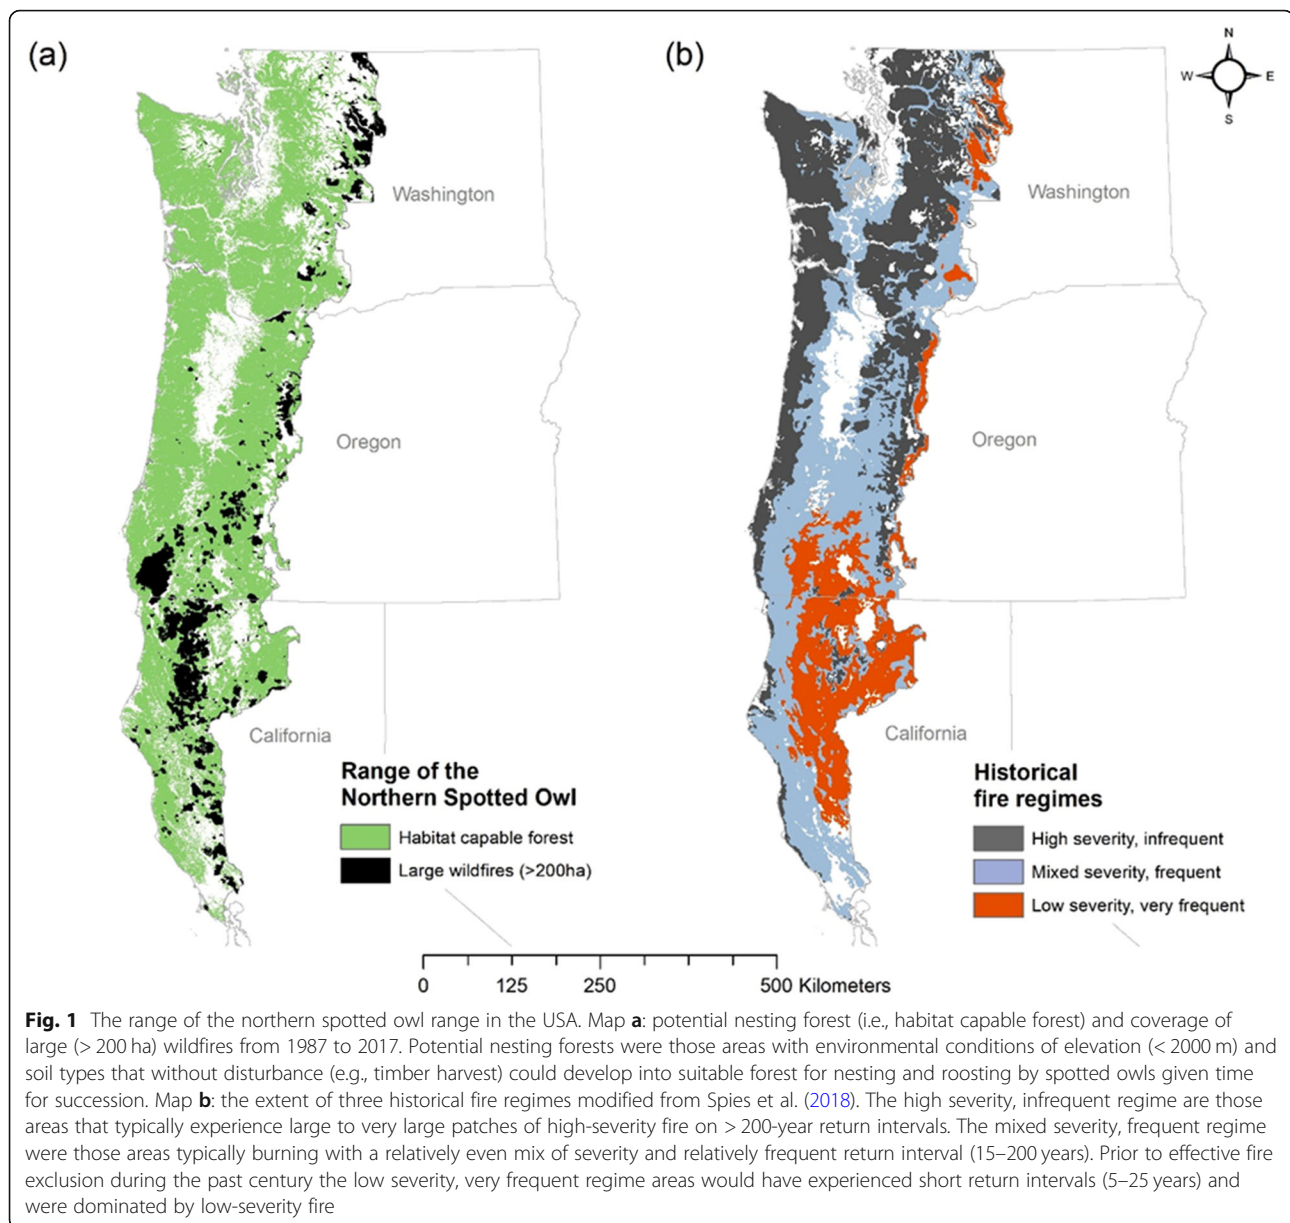 (a)
(b)
N
W E
S
Washington
Washington
Oregon
Oregon
California
California
Range of the
Northern Spotted Owl
Habitat capable forest
Large wildfires (>200ha)
Historical
fire regimes
High severity, infrequent
Mixed severity, frequent
Low severity, very frequent
0 125 250 500 Kilometers
Fig. 1 The range of the northern spotted owl range in the USA. Map a: potential nesting forest (i.e., habitat capable forest) and coverage of
large (> 200 ha) wildfires from 1987 to 2017. Potential nesting forests were those areas with environmental conditions of elevation (< 2000 m) and
soil types that without disturbance (e.g., timber harvest) could develop into suitable forest for nesting and roosting by spotted owls given time
for succession. Map b: the extent of three historical fire regimes modified from Spies et al. (2018). The high severity, infrequent regime are those
areas that typically experience large to very large patches of high-severity fire on > 200-year return intervals. The mixed severity, frequent regime
were those areas typically burning with a relatively even mix of severity and relatively frequent return interval (15–200 years). Prior to effective fire
exclusion during the past century the low severity, very frequent regime areas would have experienced short return intervals (5–25 years) and
were dominated by low-severity fire